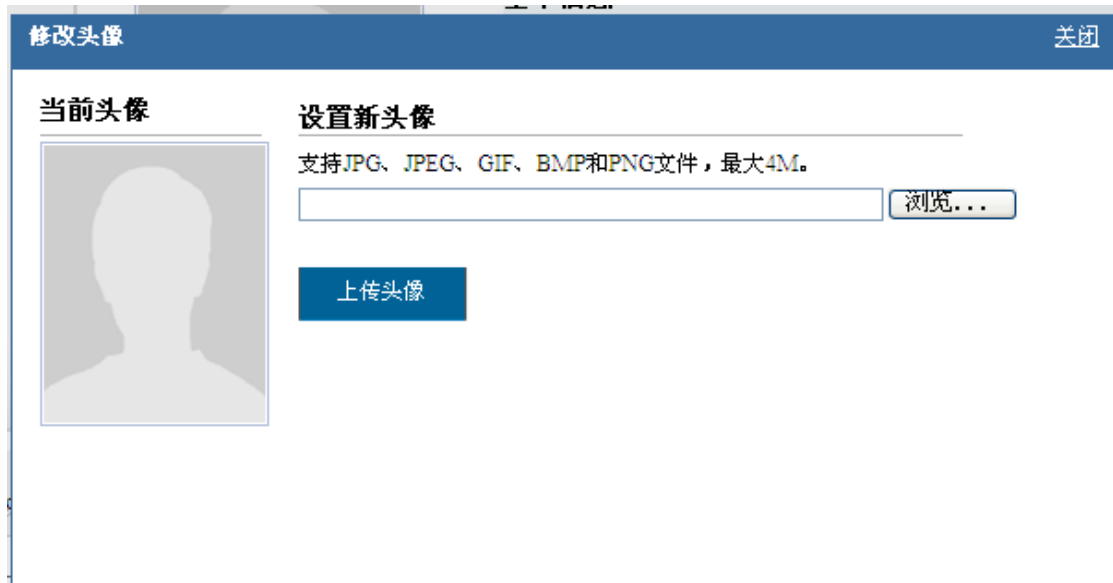 修改头像
关闭
当前头像
设置新头像
支持JPG、JPEG、GIF、BMP和PNG文件，最大4M。
浏览...
上传头像